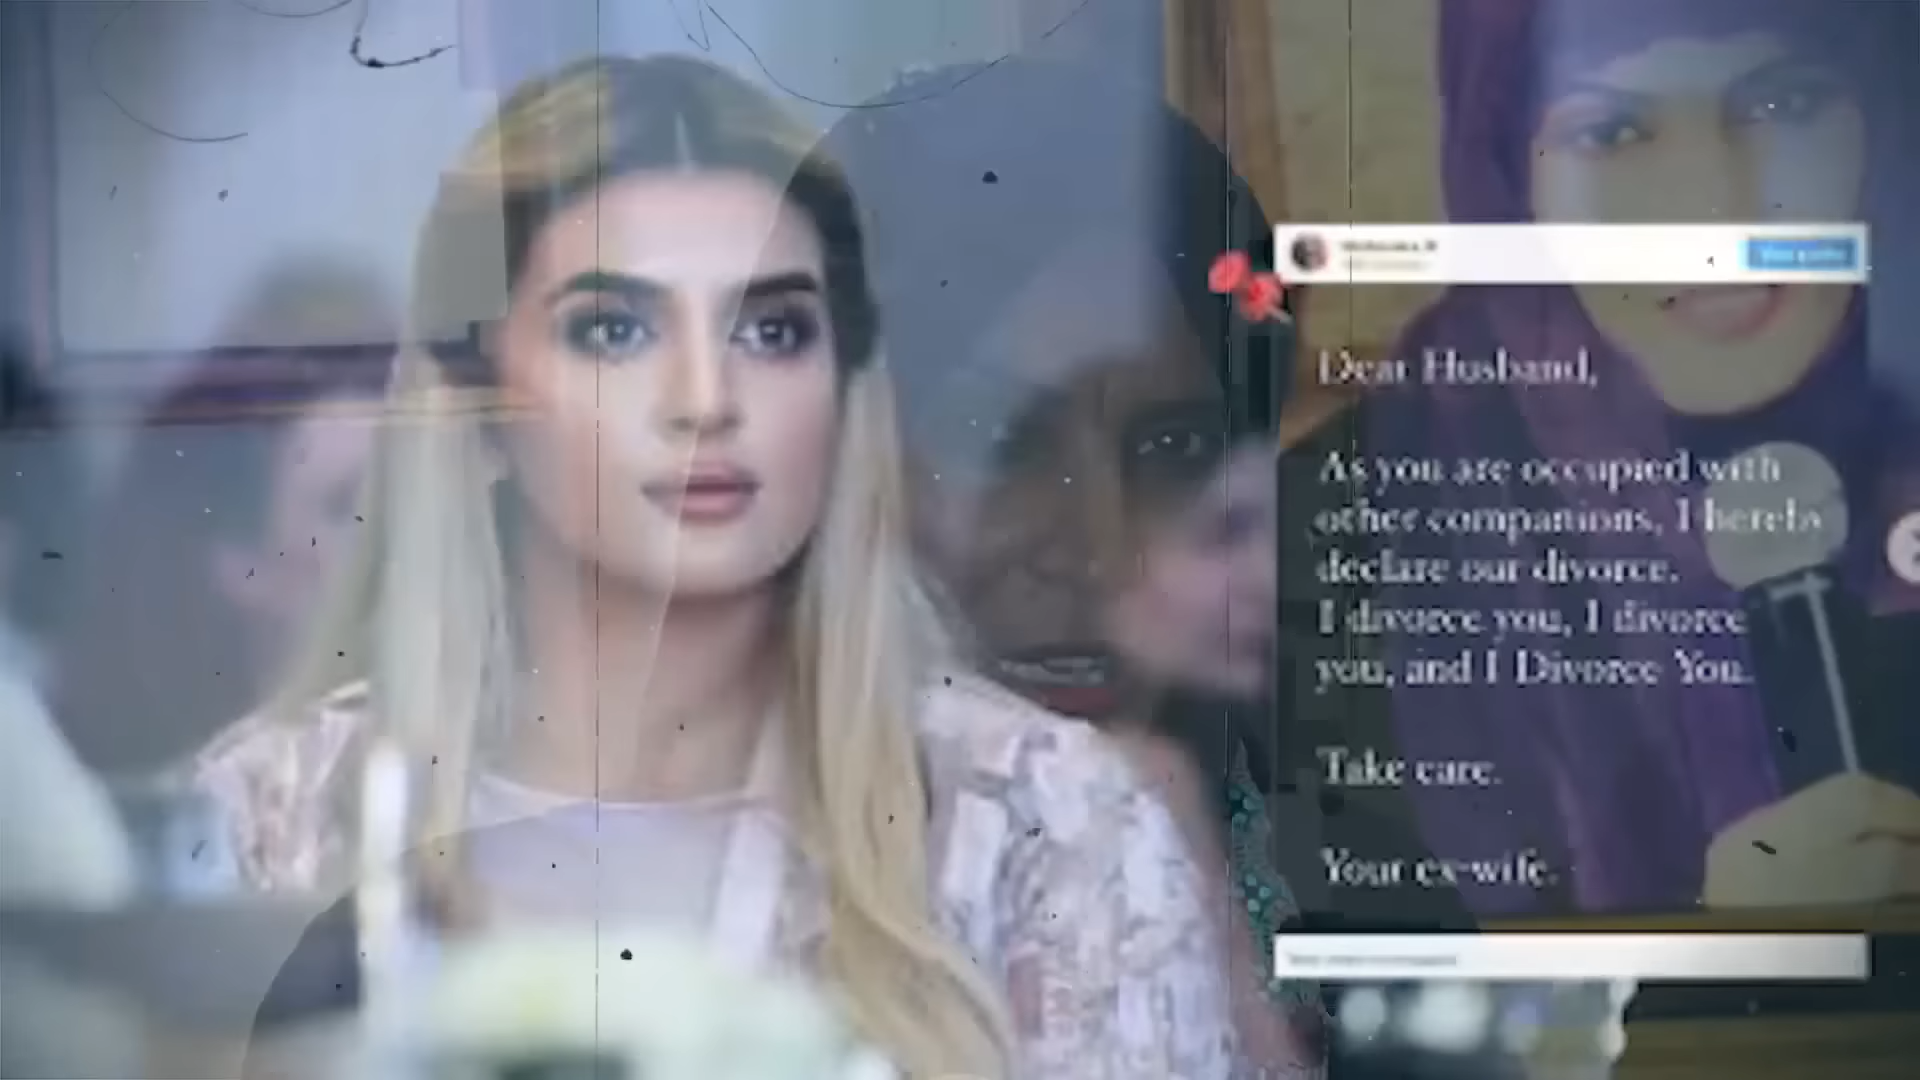 Dear Husband,
As you are occupied with
other companions, I hereby
declare our divorce.
I divorce you, I divorce
you, and I Divorce You.
Take care.
Your ex-wife.